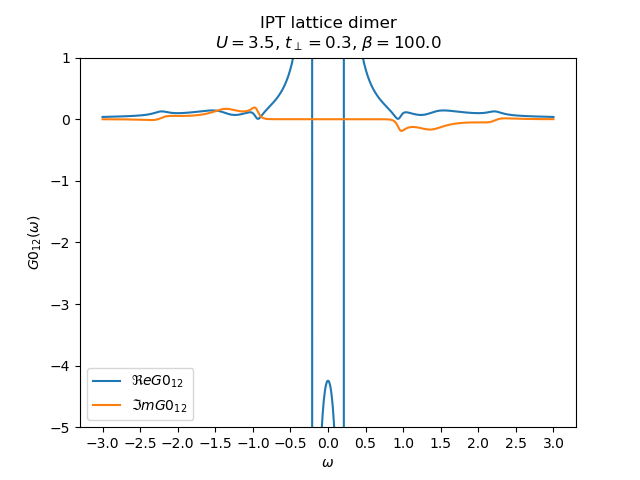 IPT lattice dimer
U = 3.5, t⊥ = 0.3, β = 100.0
G0₁₂(ω)
1
0
−1
−2
−3
−4
−5
ℜeG0₁₂
ℑmG0₁₂
−3.0 −2.5 −2.0 −1.5 −1.0 −0.5 0.0 0.5 1.0 1.5 2.0 2.5 3.0
ω